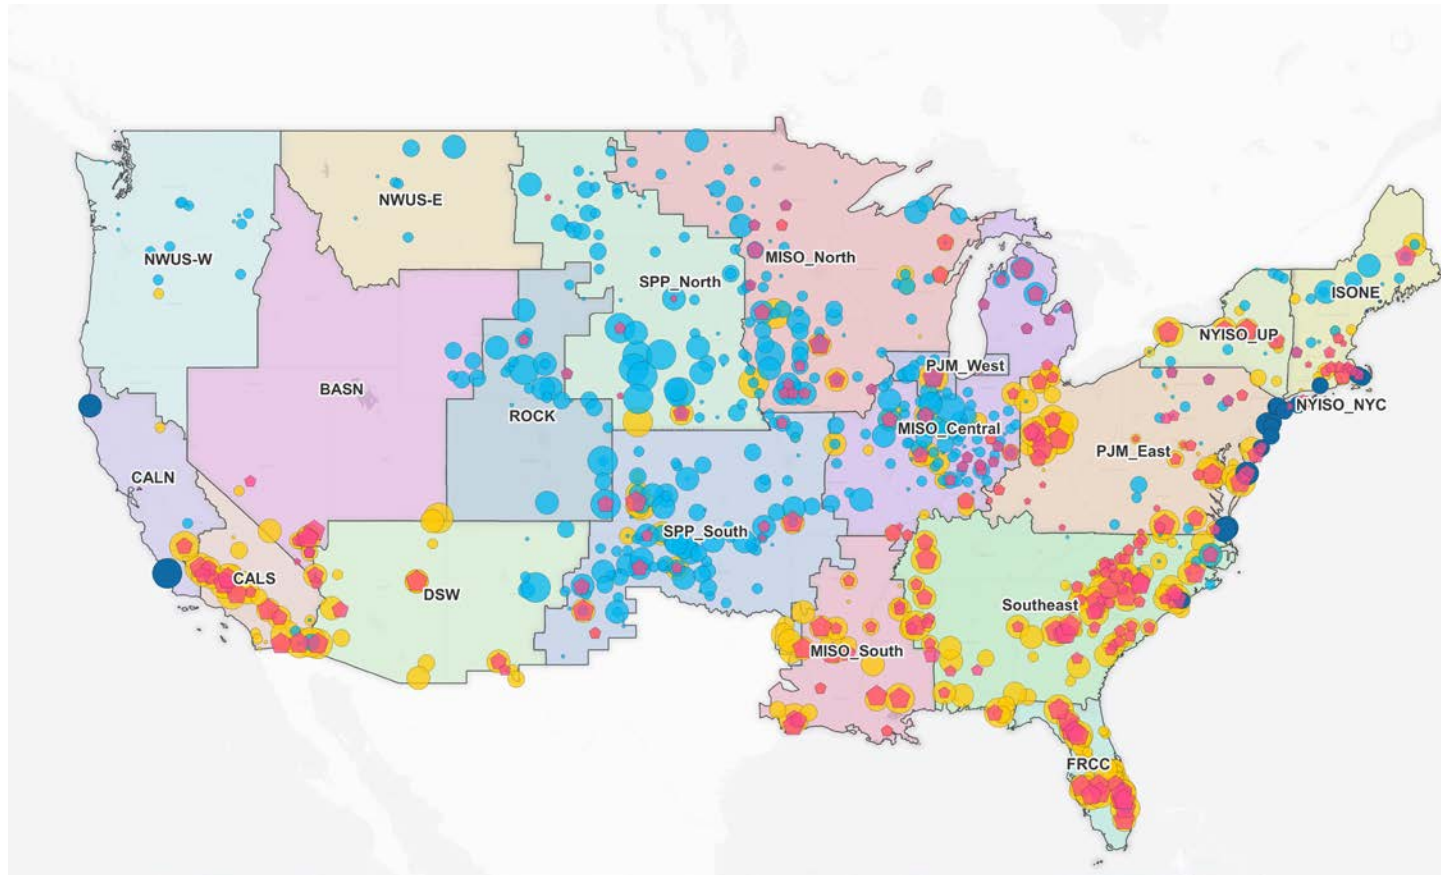 NWUS-E
NWUS-W
MISO_North
SPP_North
ISONE
NYISO_UP
PJM_West
BASN
NYISO_NYC
ROCK
MISO_Central
PJM_East
CALN
SPP_South
CALS
DSW
Southeast
MISO_South
FRCC